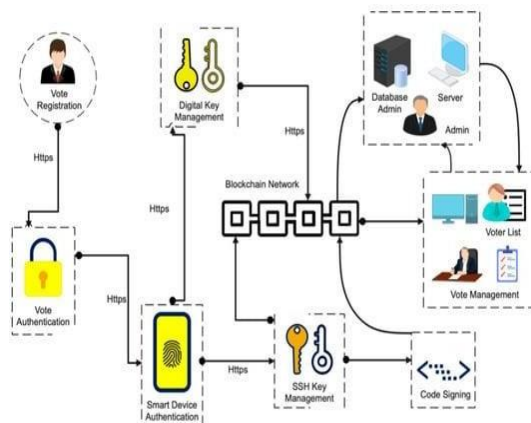 Vote
Registration
Https
Vote
Authentication
Https
Smart Device
Authentication
Https
Digital Key
Management
Https
Blockchain Network
Https
SSH Key
Management
Code Signing
Database
Admin
Server
Admin
Voter List
Vote Management